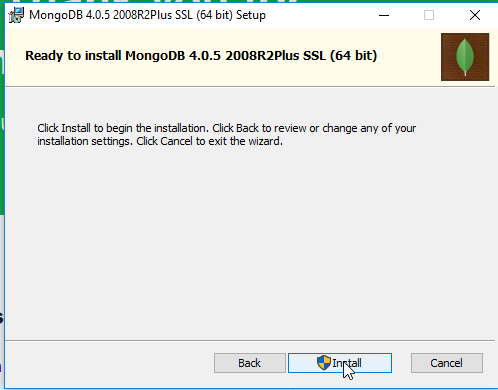 MongoDB 4.0.5 2008R2Plus SSL (64 bit) Setup
Ready to install MongoDB 4.0.5 2008R2Plus SSL (64 bit)
Click Install to begin the installation. Click Back to review or change any of your
installation settings. Click Cancel to exit the wizard.
Back
Install
Cancel